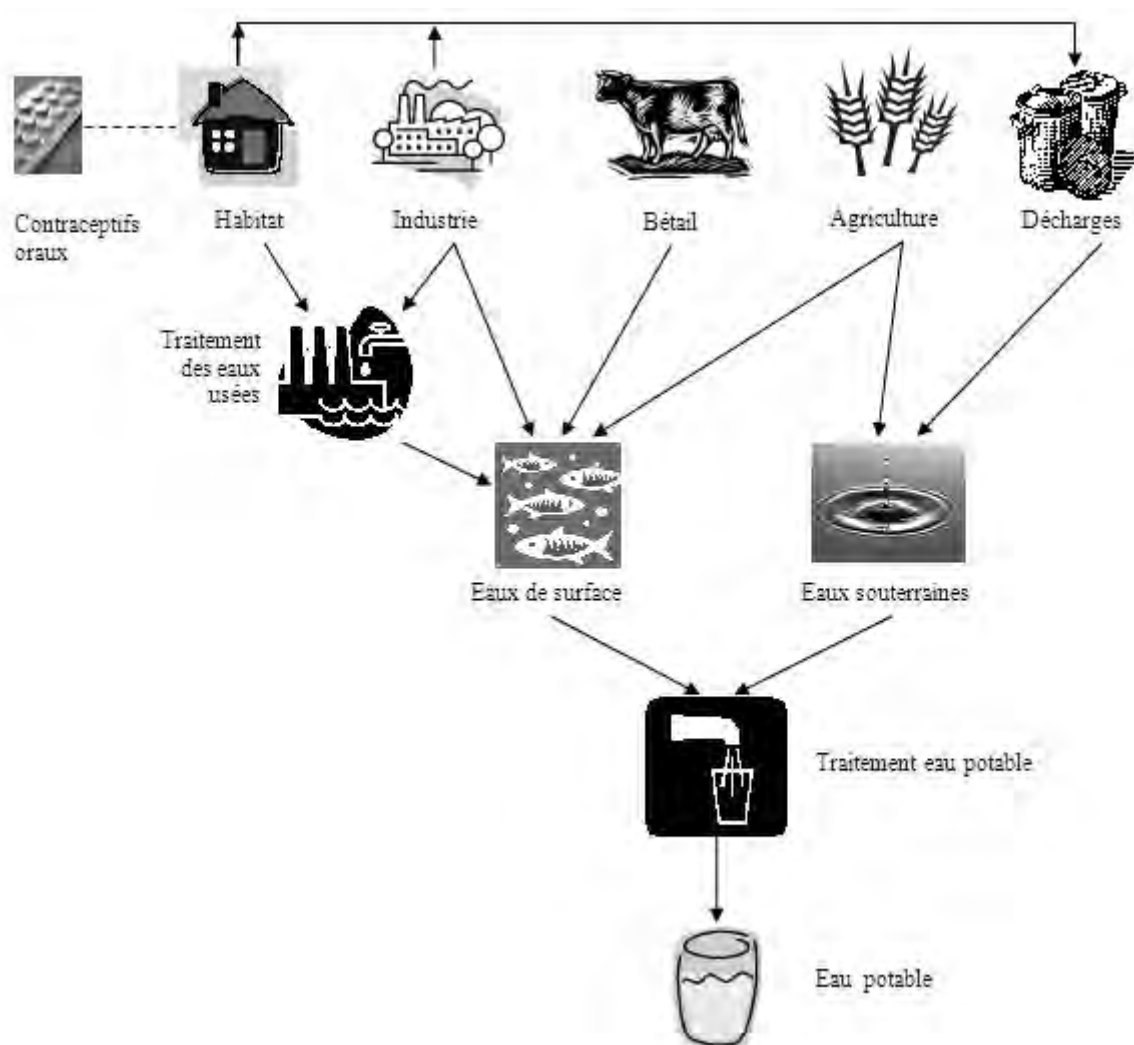 Contraceptifs
oraux
Habitat
Industrie
Bétail
Agriculture
Décharges
Traitement
des eaux
usées
Eaux de surface
Eaux souterraines
Traitement eau potable
Eau potable